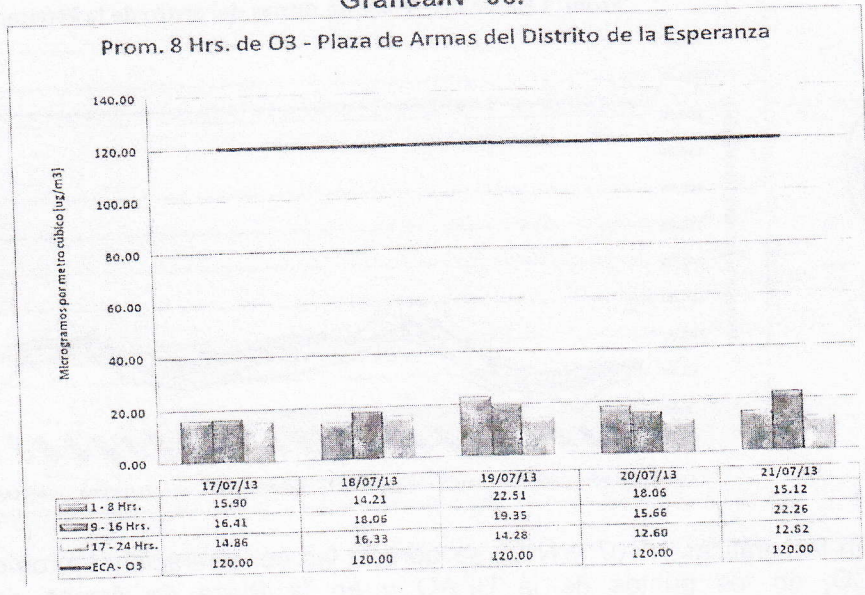 Gráfica.N° 06.
Prom. 8 Hrs. de O3 - Plaza de Armas del Distrito de la Esperanza
Microgramos por metro cúbico [ug/m3]
140.00
120.00
100.00
80.00
60.00
40.00
20.00
0.00
17/07/13 18/07/13 19/07/13 20/07/13 21/07/13
1 - 8 Hrs. 15.90 14.21 22.51 18.06 15.12
9 - 16 Hrs. 16.41 18.06 19.35 15.66 22.26
17 - 24 Hrs. 14.86 16.33 14.28 12.60 12.82
ECA - O3 120.00 120.00 120.00 120.00 120.00